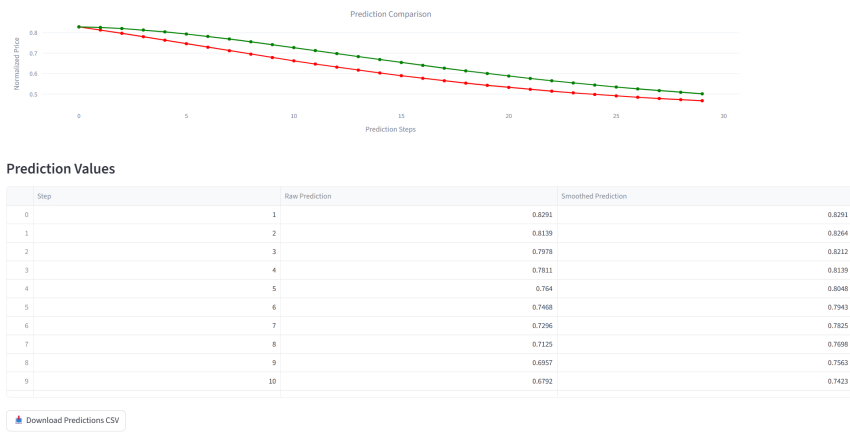 Prediction Comparison
Normalized Price
0.8
0.7
0.6
0.5
0 5 10 15 20 25 30
Prediction Steps
Prediction Values
Step Raw Prediction Smoothed Prediction
0 1 0.8291 0.8291
1 2 0.8139 0.8264
2 3 0.7978 0.8212
3 4 0.7811 0.8139
4 5 0.764 0.8048
5 6 0.7468 0.7943
6 7 0.7296 0.7825
7 8 0.7125 0.7698
8 9 0.6957 0.7563
9 10 0.6792 0.7423
Download Predictions CSV